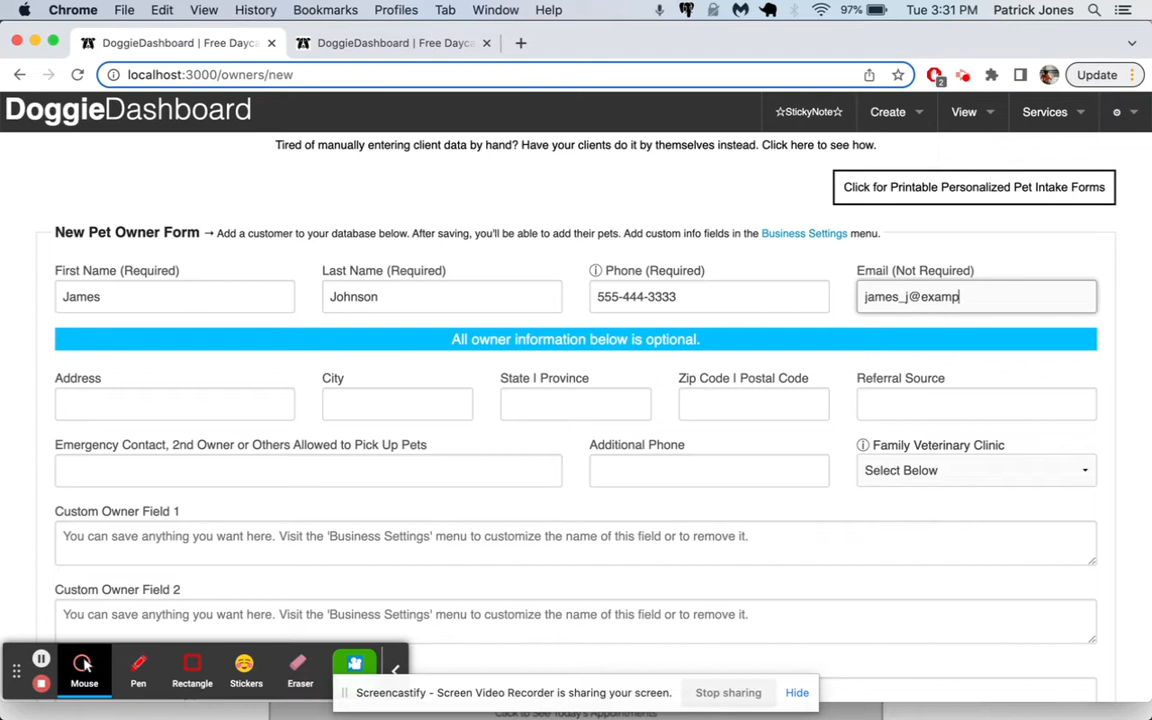 Chrome File Edit View History Bookmarks Profiles Tab Window Help 97% Tue 3:31 PM Patrick Jones
DoggieDashboard | Free Dayca DoggieDashboard | Free Dayca
localhost:3000/owners/new 2 Update
DoggieDashboard ☆StickyNote☆ Create View Services
Tired of manually entering client data by hand? Have your clients do it by themselves instead. Click here to see how.
Click for Printable Personalized Pet Intake Forms
New Pet Owner Form → Add a customer to your database below. After saving, you'll be able to add their pets. Add custom info fields in the Business Settings menu.
First Name (Required) Last Name (Required) ⓘ Phone (Required) Email (Not Required)
James Johnson 555-444-3333 james_j@examp
All owner information below is optional.
Address City State | Province Zip Code | Postal Code Referral Source
Emergency Contact, 2nd Owner or Others Allowed to Pick Up Pets Additional Phone ⓘ Family Veterinary Clinic
Select Below
Custom Owner Field 1
You can save anything you want here. Visit the 'Business Settings' menu to customize the name of this field or to remove it.
Custom Owner Field 2
You can save anything you want here. Visit the 'Business Settings' menu to customize the name of this field or to remove it.
Mouse Pen Rectangle Stickers Eraser
Screencastify - Screen Video Recorder is sharing your screen. Stop sharing Hide
Click to See Today's Appointments